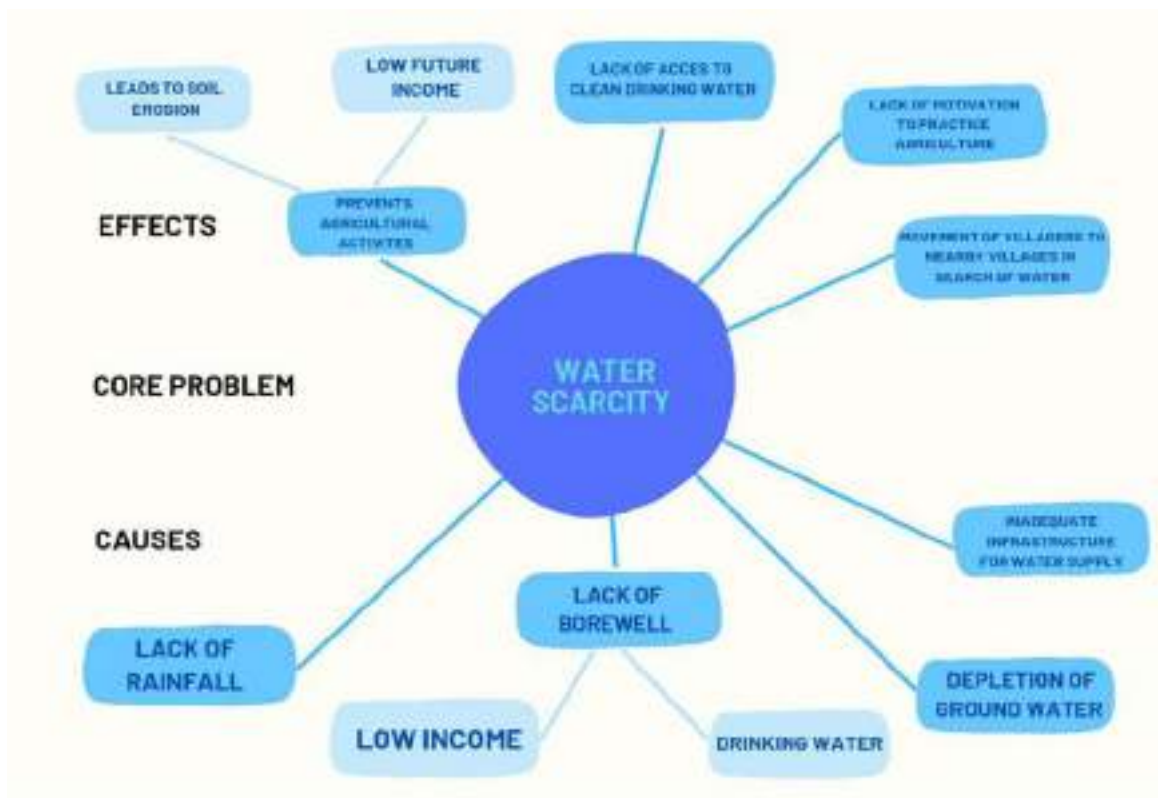 LEADS TO SOIL
EROSION
LOW FUTURE
INCOME
LACK OF ACCES TO
CLEAN DRINKING WATER
LACK OF MOTIVATION
TO PRACTICE
AGRICULTURE
EFFECTS
PREVENTS
AGRICULTURAL
ACTIVITES
MOVEMENT OF VILLAGERS TO
NEARBY VILLAGES IN
SEARCH OF WATER
CORE PROBLEM
WATER
SCARCITY
CAUSES
INADEQUATE
INFRASTRUCTURE
FOR WATER SUPPLY
LACK OF
BOREWELL
LACK OF
RAINFALL
DEPLETION OF
GROUND WATER
LOW INCOME
DRINKING WATER